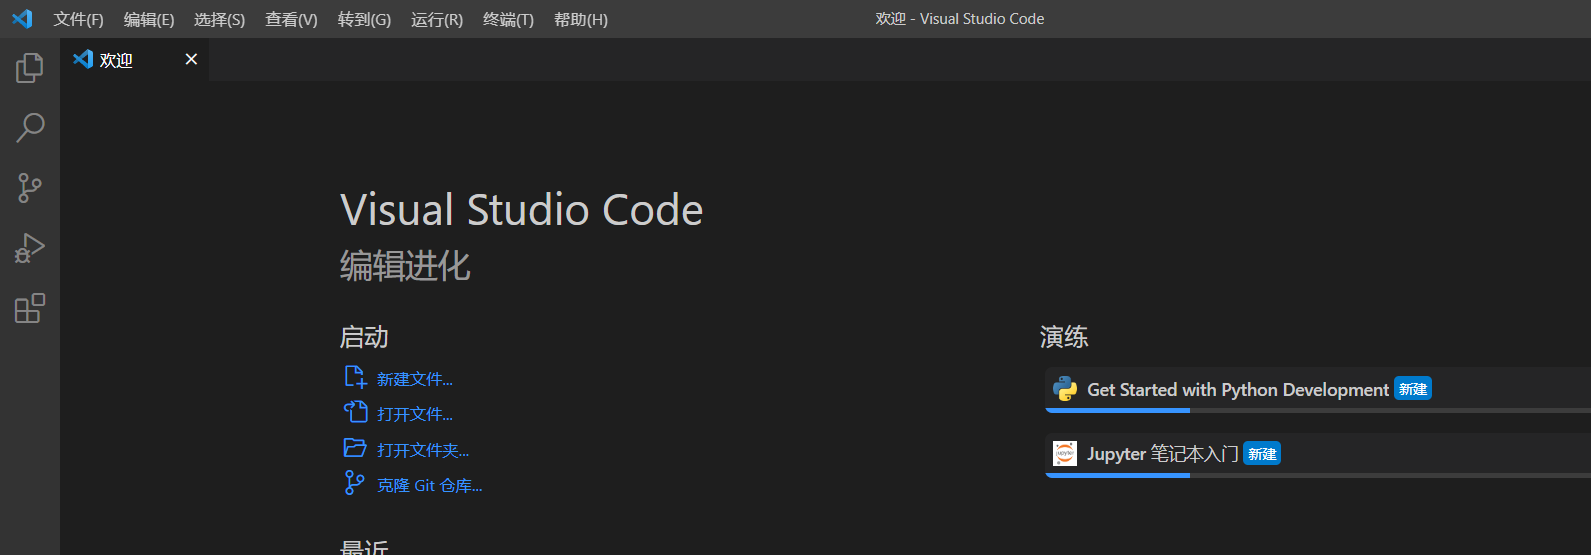 文件(F) 编辑(E) 选择(S) 查看(V) 转到(G) 运行(R) 终端(T) 帮助(H) 欢迎 - Visual Studio Code
欢迎
Visual Studio Code
编辑进化
启动
新建文件...
打开文件...
打开文件夹...
克隆 Git 仓库...
最近
演练
Get Started with Python Development 新建
Jupyter 笔记本入门 新建